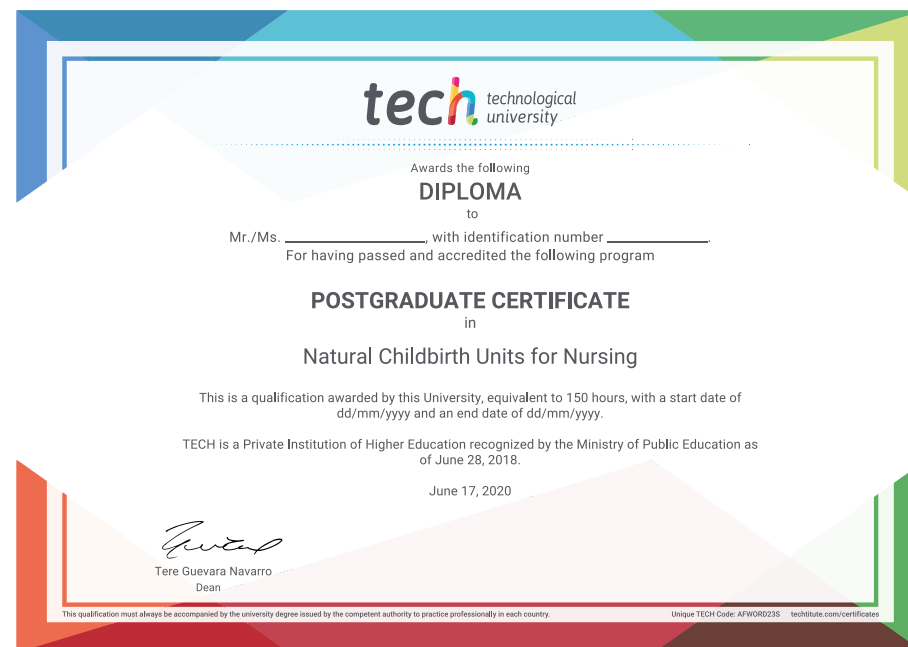 tech technological
university
Awards the following
DIPLOMA
to
Mr./Ms. ____________, with identification number ____________.
For having passed and accredited the following program
POSTGRADUATE CERTIFICATE
in
Natural Childbirth Units for Nursing
This is a qualification awarded by this University, equivalent to 150 hours, with a start date of
dd/mm/yyyy and an end date of dd/mm/yyyy.
TECH is a Private Institution of Higher Education recognized by the Ministry of Public Education as
of June 28, 2018.
June 17, 2020
Tere Guevara Navarro
Dean
This qualification must always be accompanied by the university degree issued by the competent authority to practice professionally in each country. Unique TECH Code: AFWORD23S techtitute.com/certificates